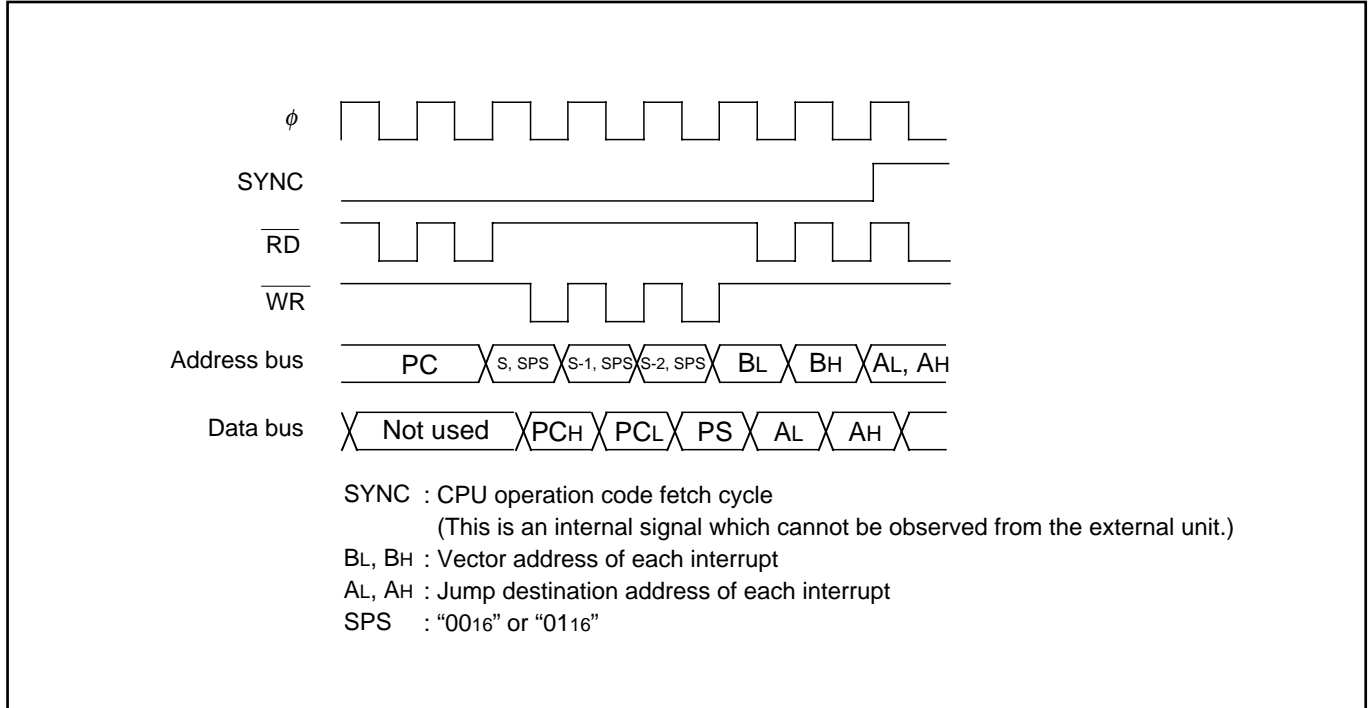 ϕ
SYNC
RD
WR
Address bus PC S, SPS S-1, SPS S-2, SPS BL BH AL, AH
Data bus Not used PCH PCL PS AL AH
SYNC : CPU operation code fetch cycle
(This is an internal signal which cannot be observed from the external unit.)
BL, BH : Vector address of each interrupt
AL, AH : Jump destination address of each interrupt
SPS : “0016” or “0116”